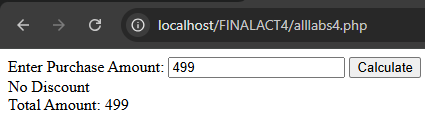 localhost/FINALACT4/alllabs4.php
Enter Purchase Amount: 499 Calculate
No Discount
Total Amount: 499